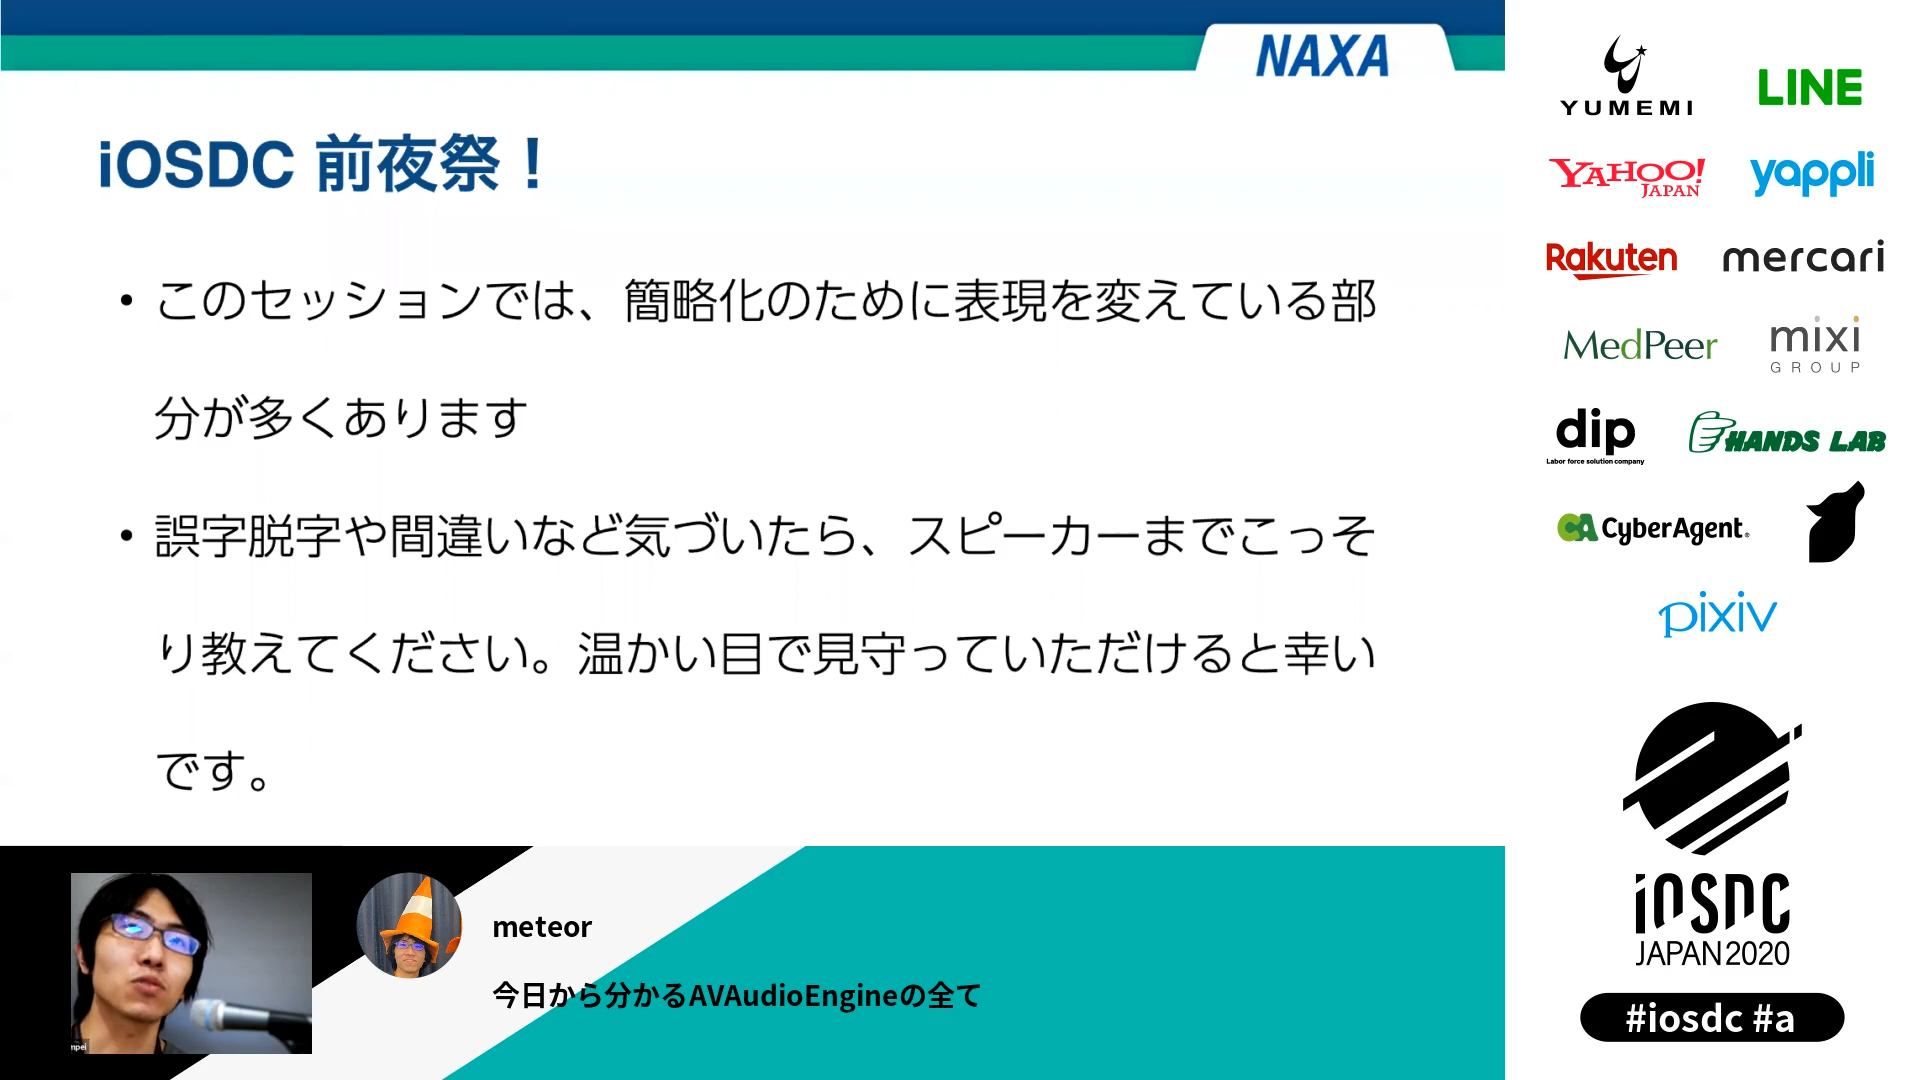 NAXA
iOSDC 前夜祭！
・このセッションでは、簡略化のために表現を変えている部
分が多くあります
・誤字脱字や間違いなど気づいたら、スピーカーまでこっそ
り教えてください。温かい目で見守っていただけると幸い
です。
npei
meteor
今日から分かるAVAudioEngineの全て
YUMEMI
LINE
YAHOO!
JAPAN
yappli
Rakuten
mercari
MedPeer
mixi
GROUP
dip
Labor force solution company
HANDS LAB
CA CyberAgent.
pixiv
iOSDC
JAPAN2020
#iosdc #a